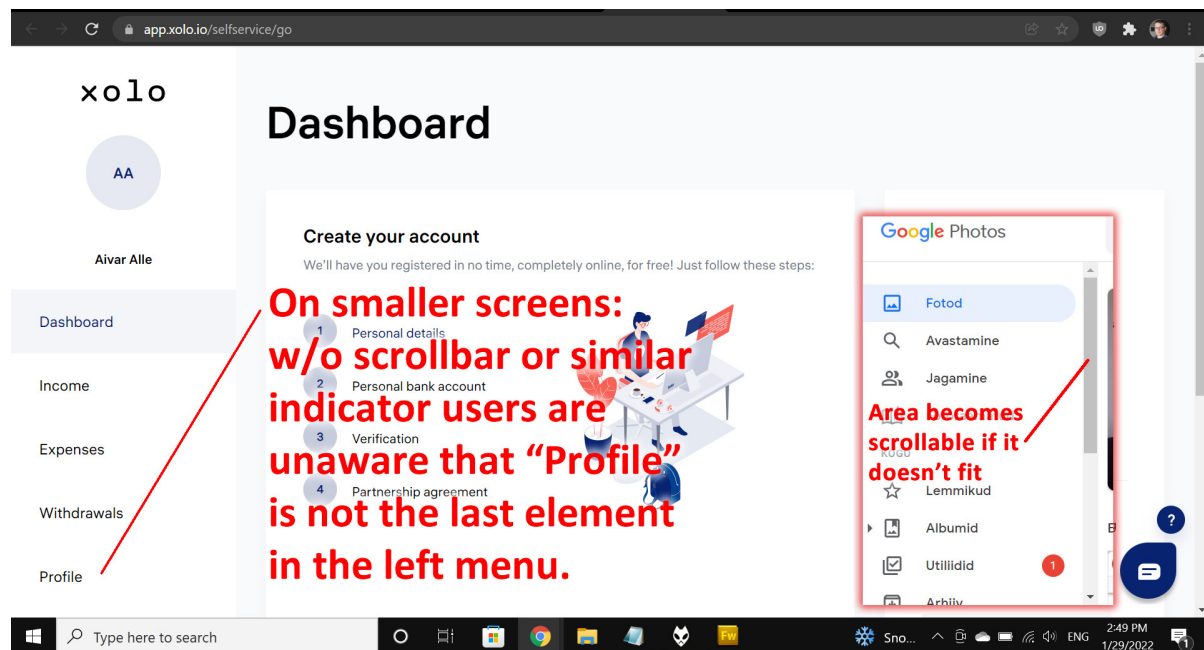 app.xolo.io/selfservice/go
xolo
AA
Aivar Alle
Dashboard
Income
Expenses
Withdrawals
Profile
Dashboard
Create your account
We'll have you registered in no time, completely online, for free! Just follow these steps:
1 Personal details
2 Personal bank account
3 Verification
4 Partnership agreement
On smaller screens:
w/o scrollbar or similar
indicator users are
unaware that “Profile”
is not the last element
in the left menu.
Google Photos
Fotod
Avastamine
Jagamine
KOGU
Lemmikud
Albumid
Utiliidid 1
Arhiiv
Area becomes
scrollable if it
doesn’t fit
?
Type here to search
Fw
Sno...
ENG
2:49 PM
1/29/2022
1